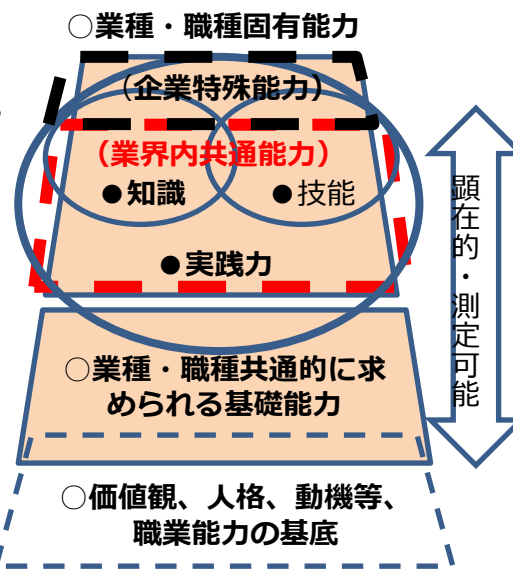 ○業種・職種固有能力
（企業特殊能力）
（業界内共通能力）
●知識
●技能
●実践力
顕在的・測定可能
○業種・職種共通的に求
められる基礎能力
○価値観、人格、動機等、
職業能力の基底